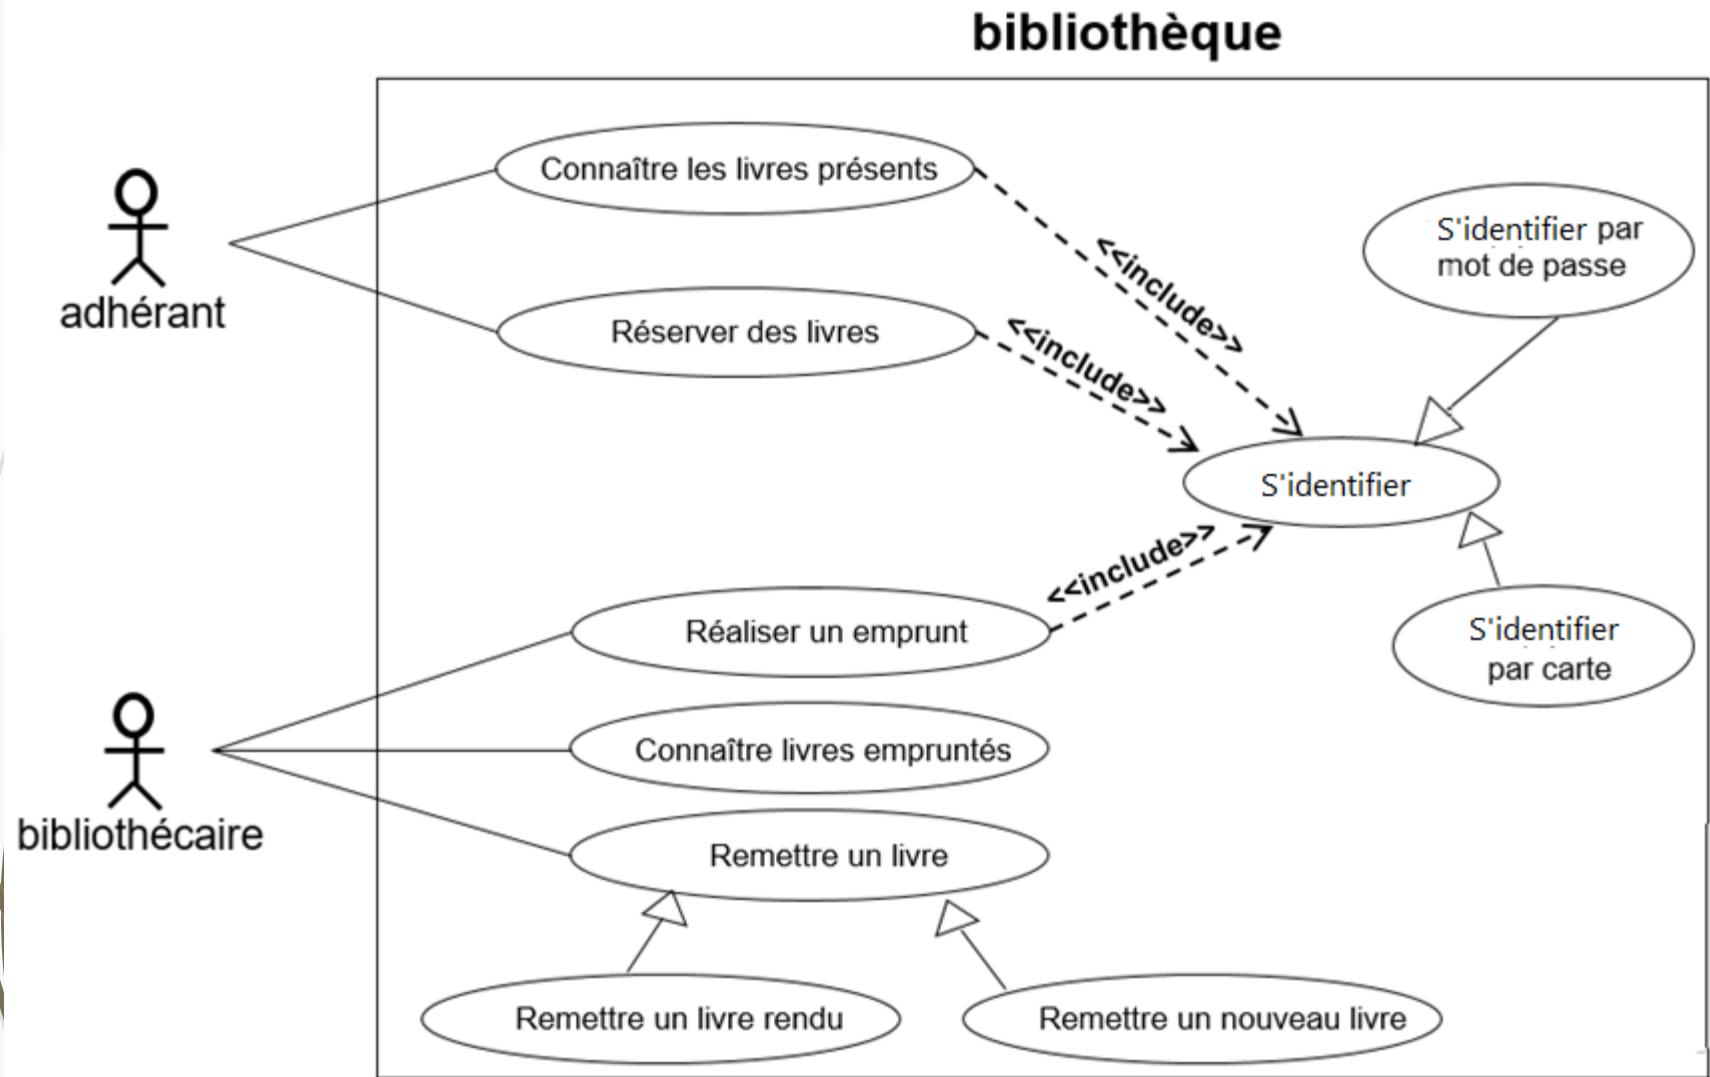 bibliothèque
Connaître les livres présents
<<include>>
S'identifier par
mot de passe
adhérant
Réserver des livres
<<include>>
S'identifier
<<include>>
Réaliser un emprunt
S'identifier
par carte
Connaître livres empruntés
bibliothécaire
Remettre un livre
Remettre un livre rendu
Remettre un nouveau livre